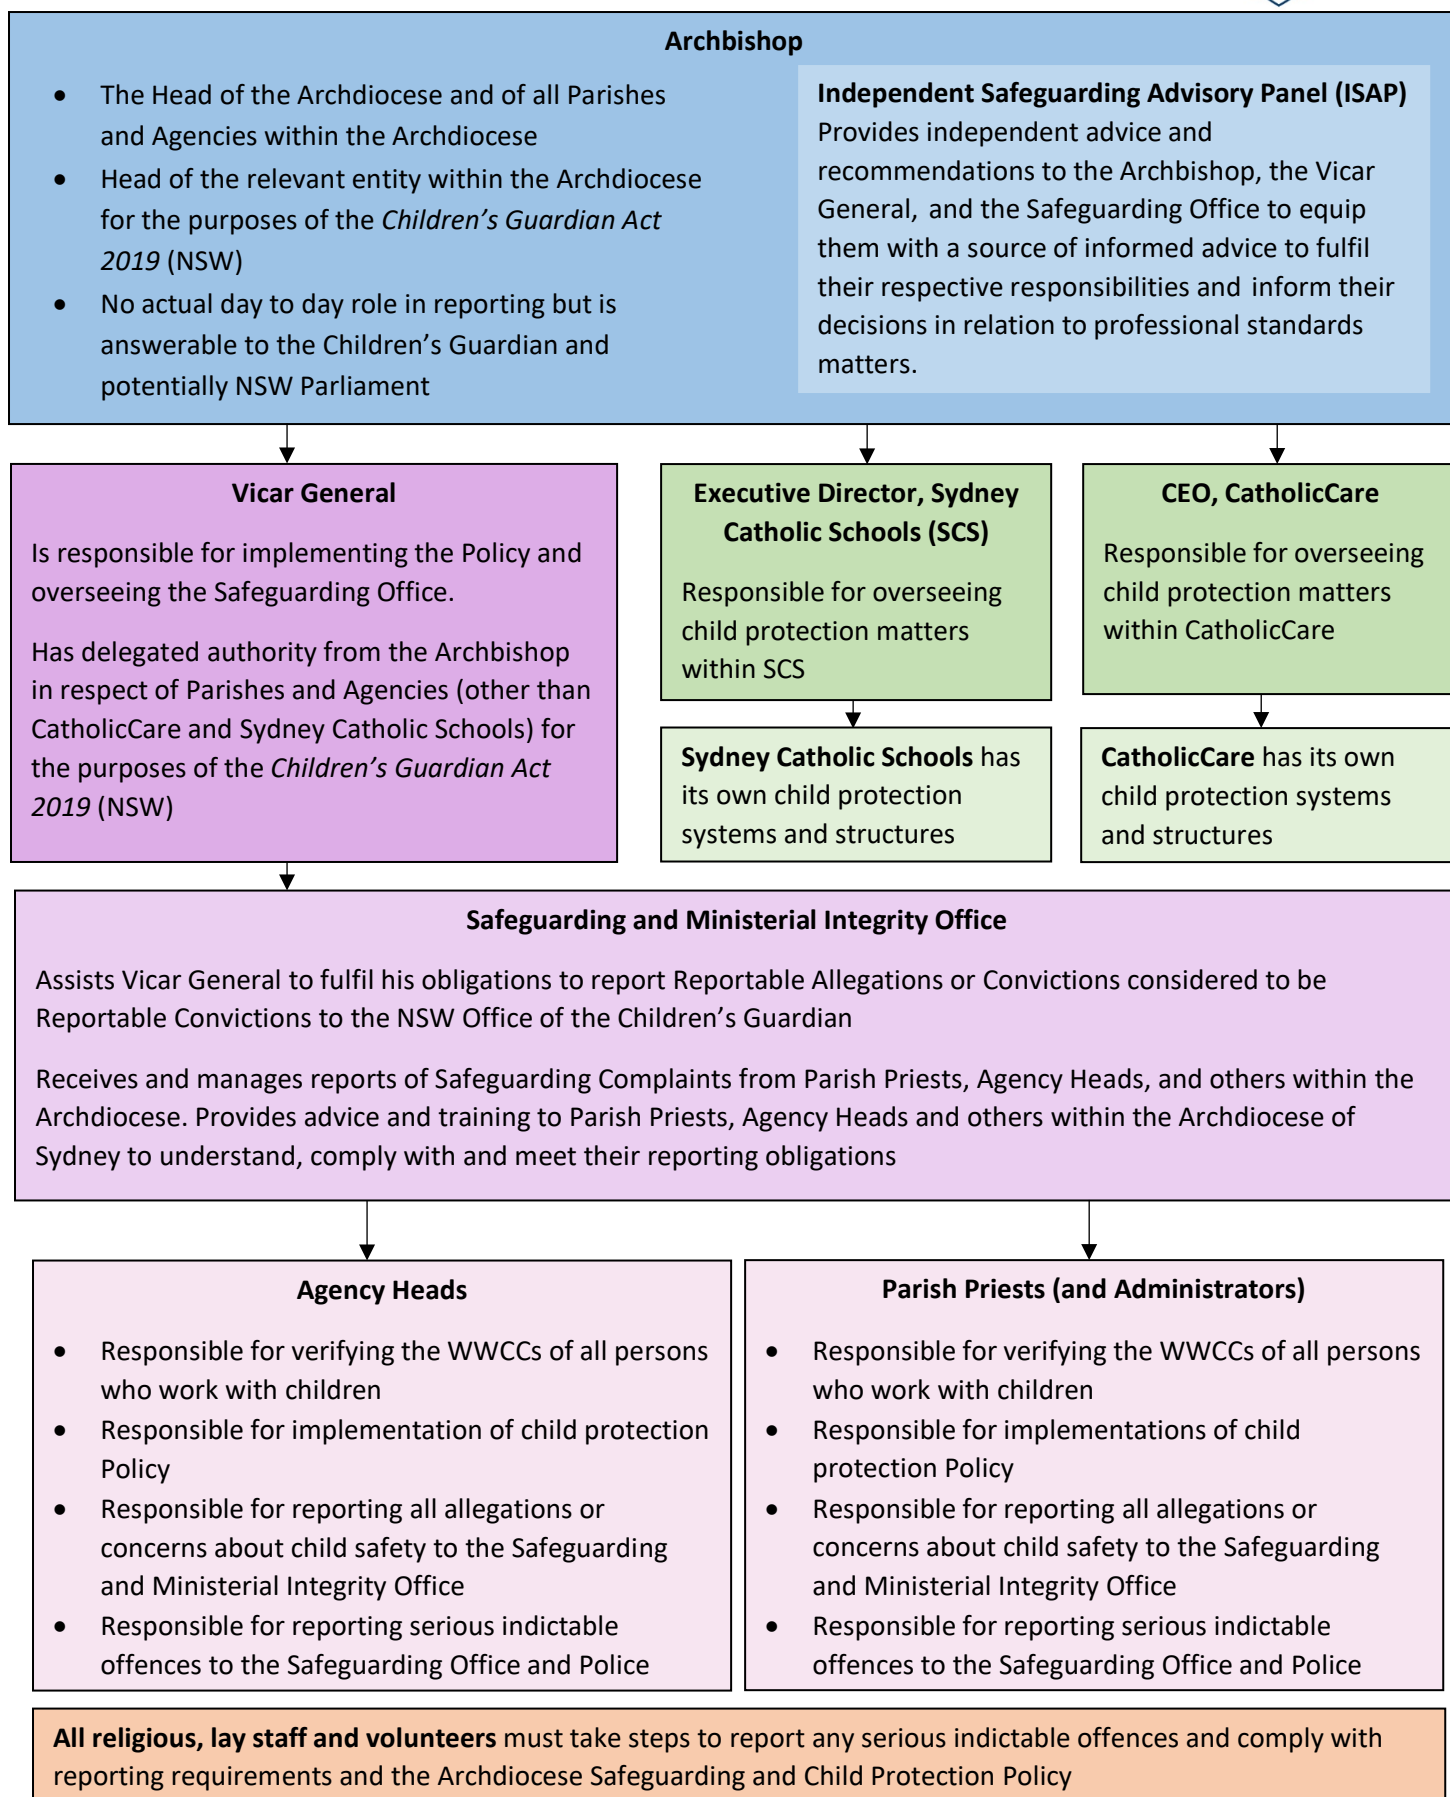 Archbishop
• The Head of the Archdiocese and of all Parishes
and Agencies within the Archdiocese
• Head of the relevant entity within the Archdiocese
for the purposes of the Children’s Guardian Act
2019 (NSW)
• No actual day to day role in reporting but is
answerable to the Children’s Guardian and
potentially NSW Parliament
Independent Safeguarding Advisory Panel (ISAP)
Provides independent advice and
recommendations to the Archbishop, the Vicar
General, and the Safeguarding Office to equip
them with a source of informed advice to fulfil
their respective responsibilities and inform their
decisions in relation to professional standards
matters.
Vicar General
Is responsible for implementing the Policy and
overseeing the Safeguarding Office.
Has delegated authority from the Archbishop
in respect of Parishes and Agencies (other than
CatholicCare and Sydney Catholic Schools) for
the purposes of the Children’s Guardian Act
2019 (NSW)
Executive Director, Sydney
Catholic Schools (SCS)
Responsible for overseeing
child protection matters
within SCS
Sydney Catholic Schools has
its own child protection
systems and structures
CEO, CatholicCare
Responsible for overseeing
child protection matters
within CatholicCare
CatholicCare has its own
child protection systems
and structures
Safeguarding and Ministerial Integrity Office
Assists Vicar General to fulfil his obligations to report Reportable Allegations or Convictions considered to be
Reportable Convictions to the NSW Office of the Children’s Guardian
Receives and manages reports of Safeguarding Complaints from Parish Priests, Agency Heads, and others within the
Archdiocese. Provides advice and training to Parish Priests, Agency Heads and others within the Archdiocese of
Sydney to understand, comply with and meet their reporting obligations
Agency Heads
• Responsible for verifying the WWCCs of all persons
who work with children
• Responsible for implementation of child protection
Policy
• Responsible for reporting all allegations or
concerns about child safety to the Safeguarding
and Ministerial Integrity Office
• Responsible for reporting serious indictable
offences to the Safeguarding Office and Police
Parish Priests (and Administrators)
• Responsible for verifying the WWCCs of all persons
who work with children
• Responsible for implementations of child
protection Policy
• Responsible for reporting all allegations or
concerns about child safety to the Safeguarding
and Ministerial Integrity Office
• Responsible for reporting serious indictable
offences to the Safeguarding Office and Police
All religious, lay staff and volunteers must take steps to report any serious indictable offences and comply with
reporting requirements and the Archdiocese Safeguarding and Child Protection Policy